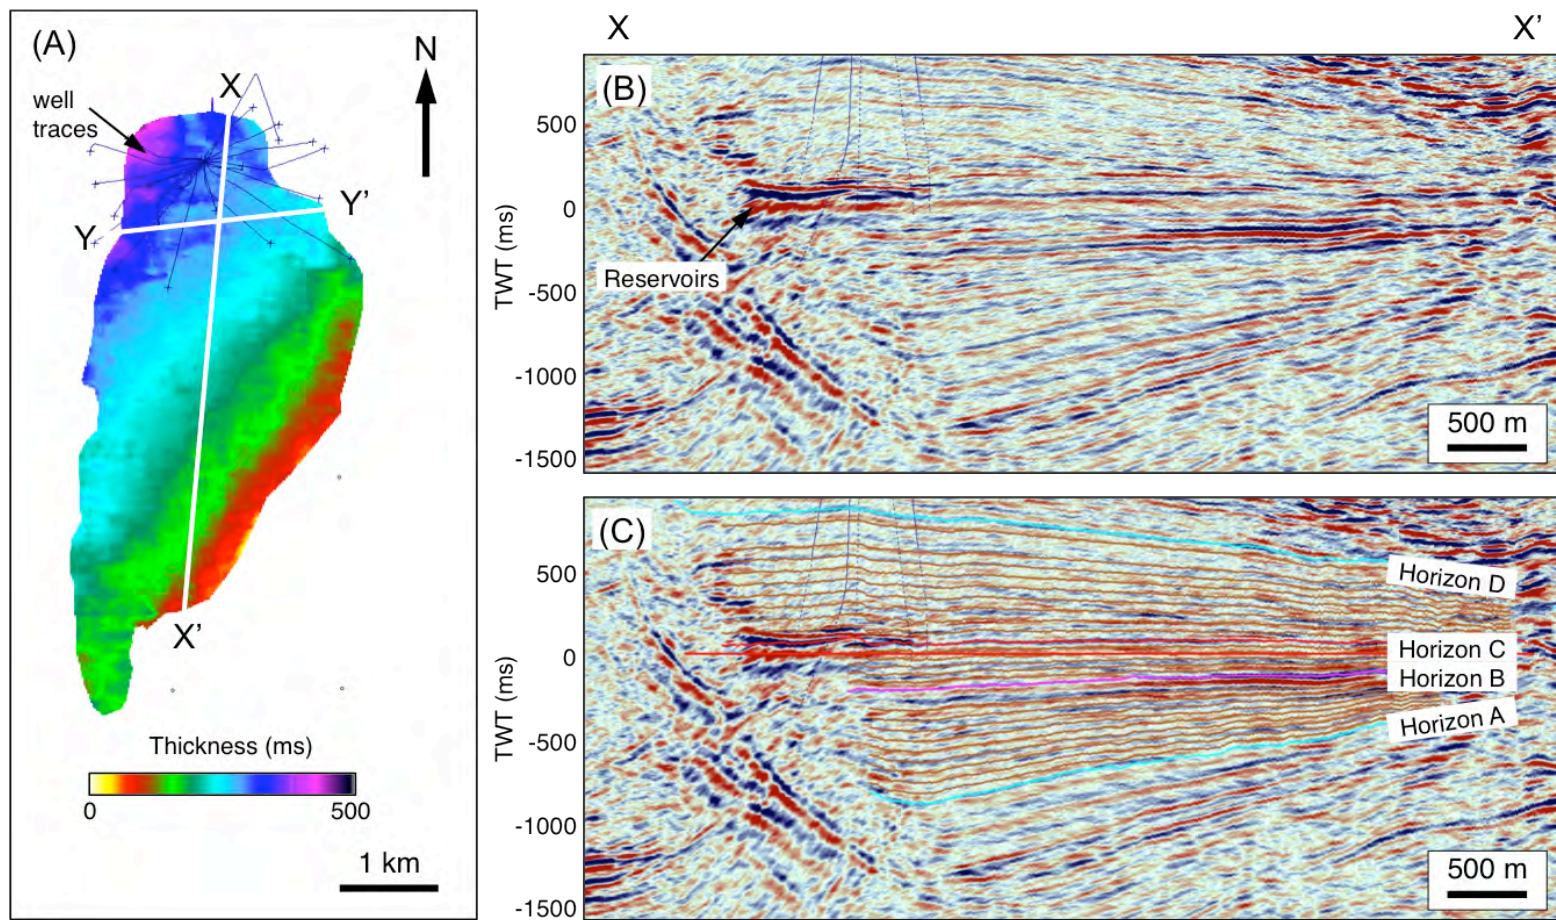 (A)
N
X
well
traces
Y
Y’
X’
Thickness (ms)
0
500
1 km
X
X’
(B)
500
0
-500
-1000
-1500
TWT (ms)
Reservoirs
500 m
(C)
500
0
-500
-1000
-1500
TWT (ms)
Horizon D
Horizon C
Horizon B
Horizon A
500 m